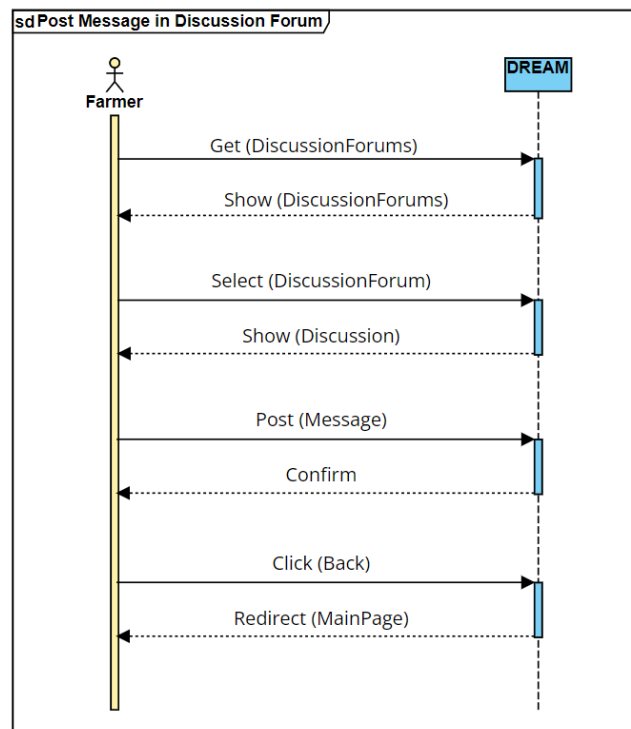 sd Post Message in Discussion Forum
Farmer
DREAM
Get (DiscussionForums)
Show (DiscussionForums)
Select (DiscussionForum)
Show (Discussion)
Post (Message)
Confirm
Click (Back)
Redirect (MainPage)